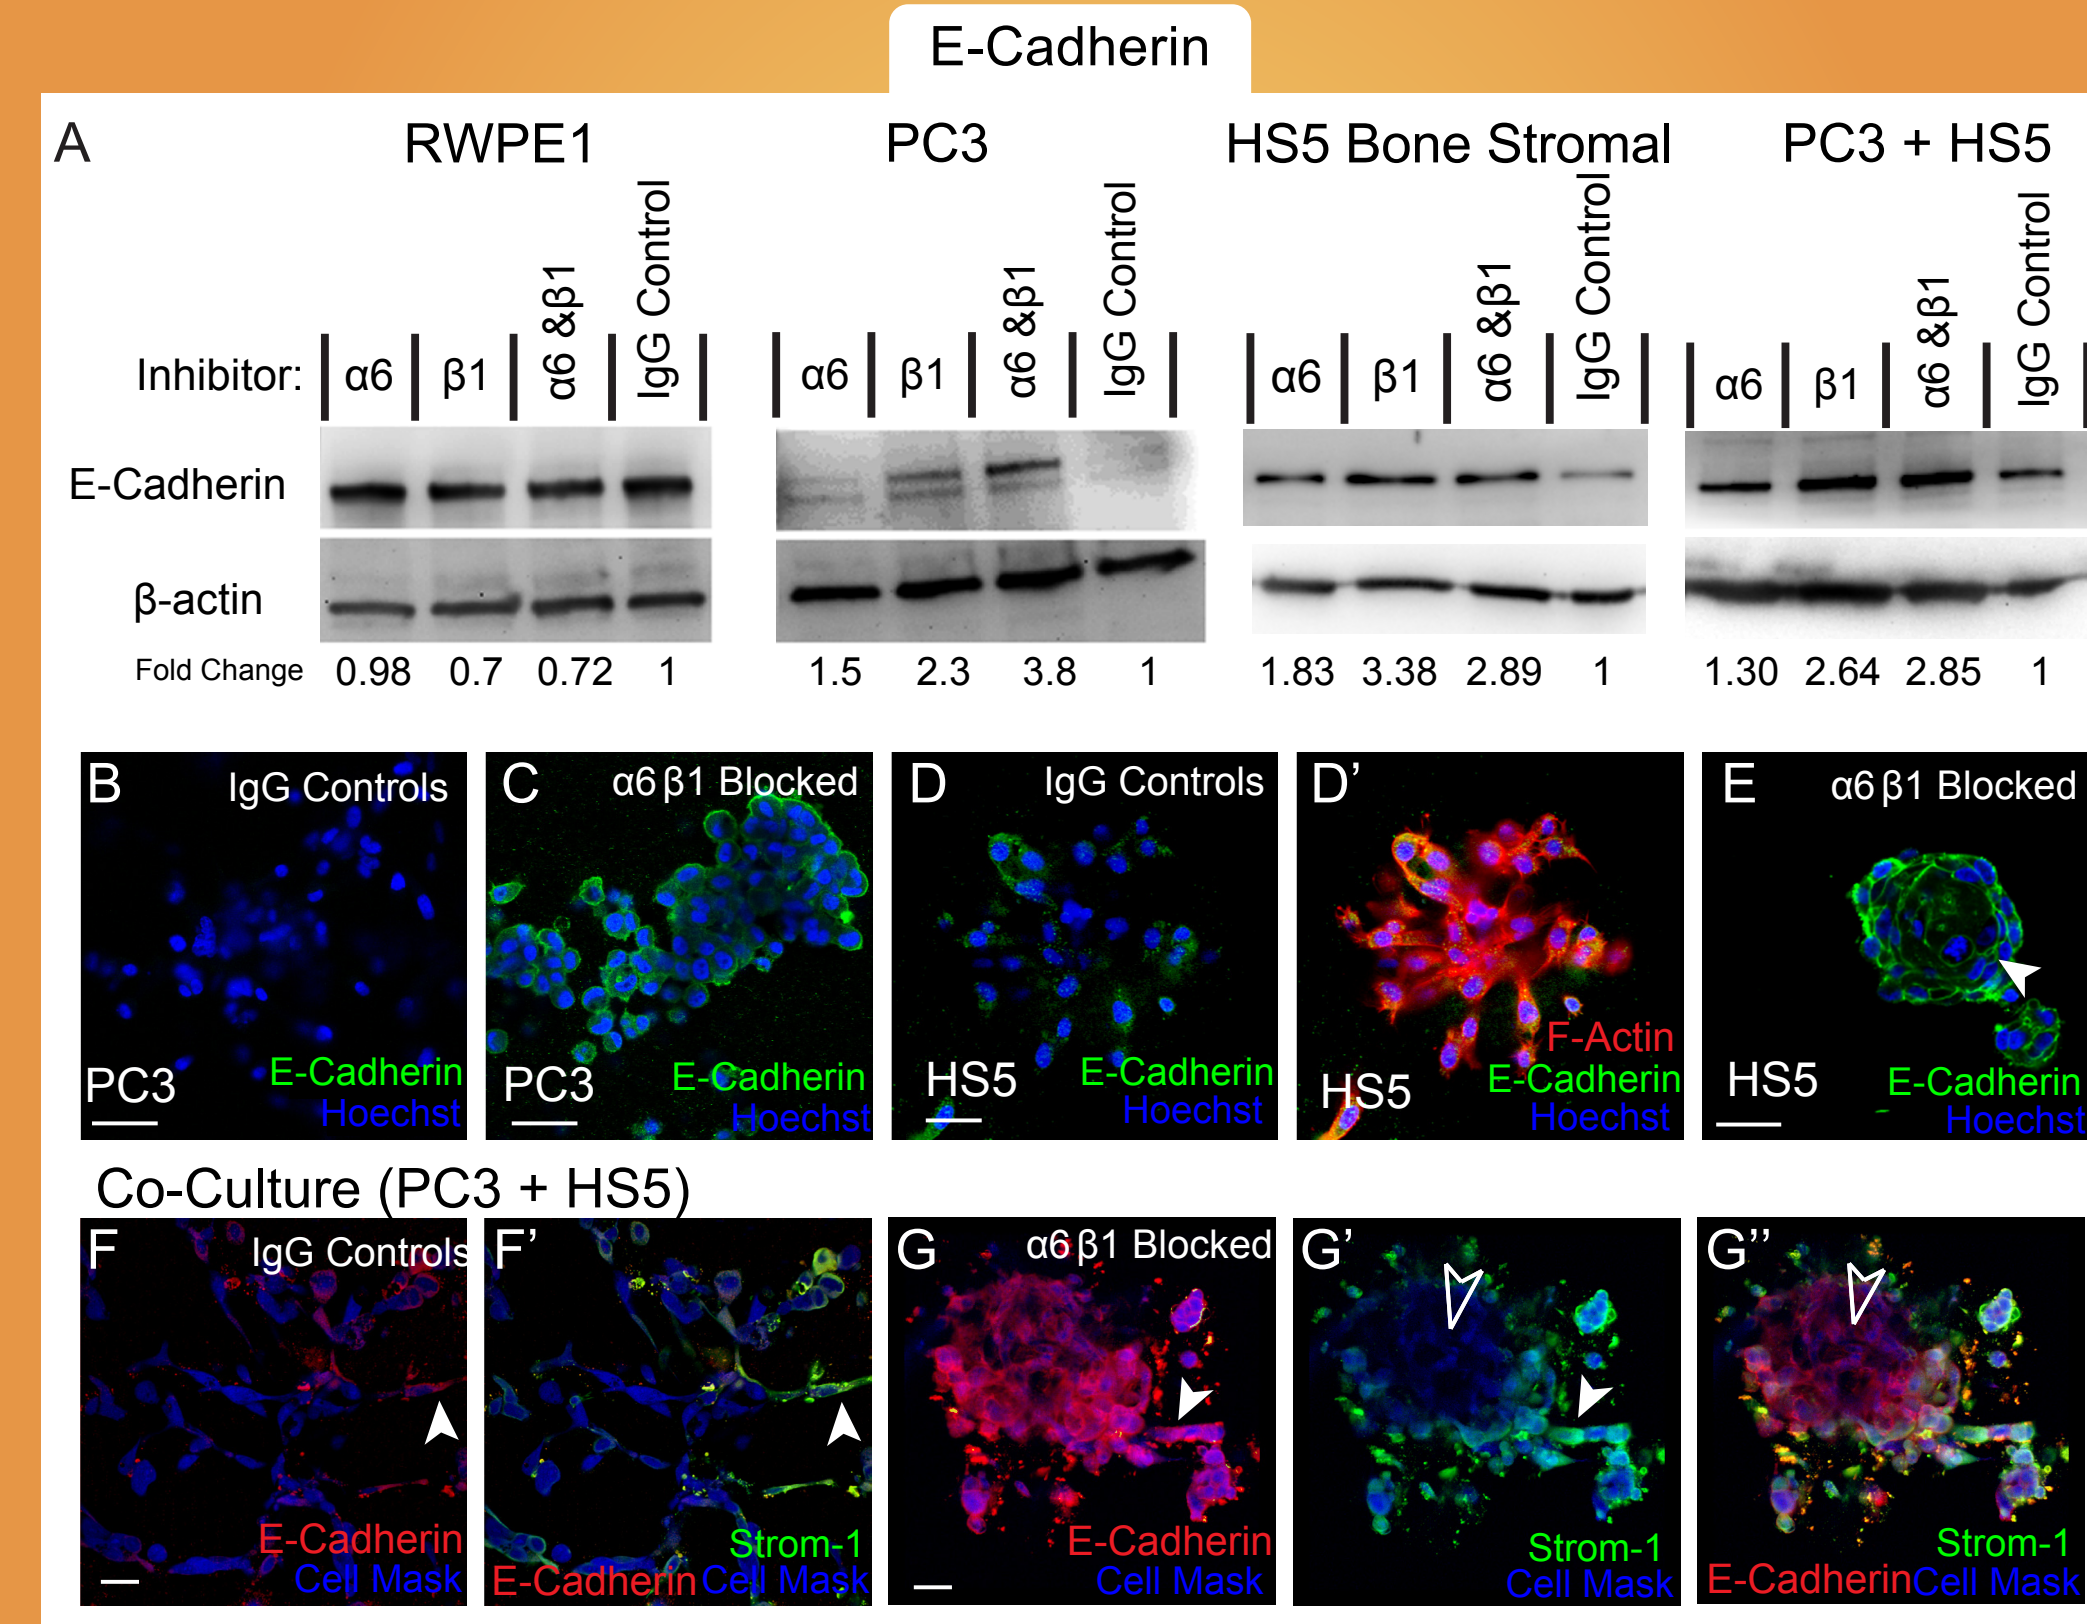 E-Cadherin
A
RWPE1
PC3
HS5 Bone Stromal
PC3 + HS5
Inhibitor:
α6
β1
α6 &β1
IgG Control
α6
β1
α6 &β1
IgG Control
α6
β1
α6 &β1
IgG Control
α6
β1
α6 &β1
IgG Control
E-Cadherin
β-actin
Fold Change 0.98 0.7 0.72 1 1.5 2.3 3.8 1 1.83 3.38 2.89 1 1.30 2.64 2.85 1
B
IgG Controls
PC3
E-Cadherin
Hoechst
C
α6β1 Blocked
PC3
E-Cadherin
Hoechst
D
IgG Controls
HS5
E-Cadherin
Hoechst
D’
F-Actin
HS5
E-Cadherin
Hoechst
E
α6β1 Blocked
HS5
E-Cadherin
Hoechst
Co-Culture (PC3 + HS5)
F
IgG Controls
E-Cadherin
Cell Mask
F’
Strom-1
E-Cadherin Cell Mask
G
α6β1 Blocked
E-Cadherin
Cell Mask
G’
Strom-1
Cell Mask
G’’
Strom-1
E-Cadherin Cell Mask